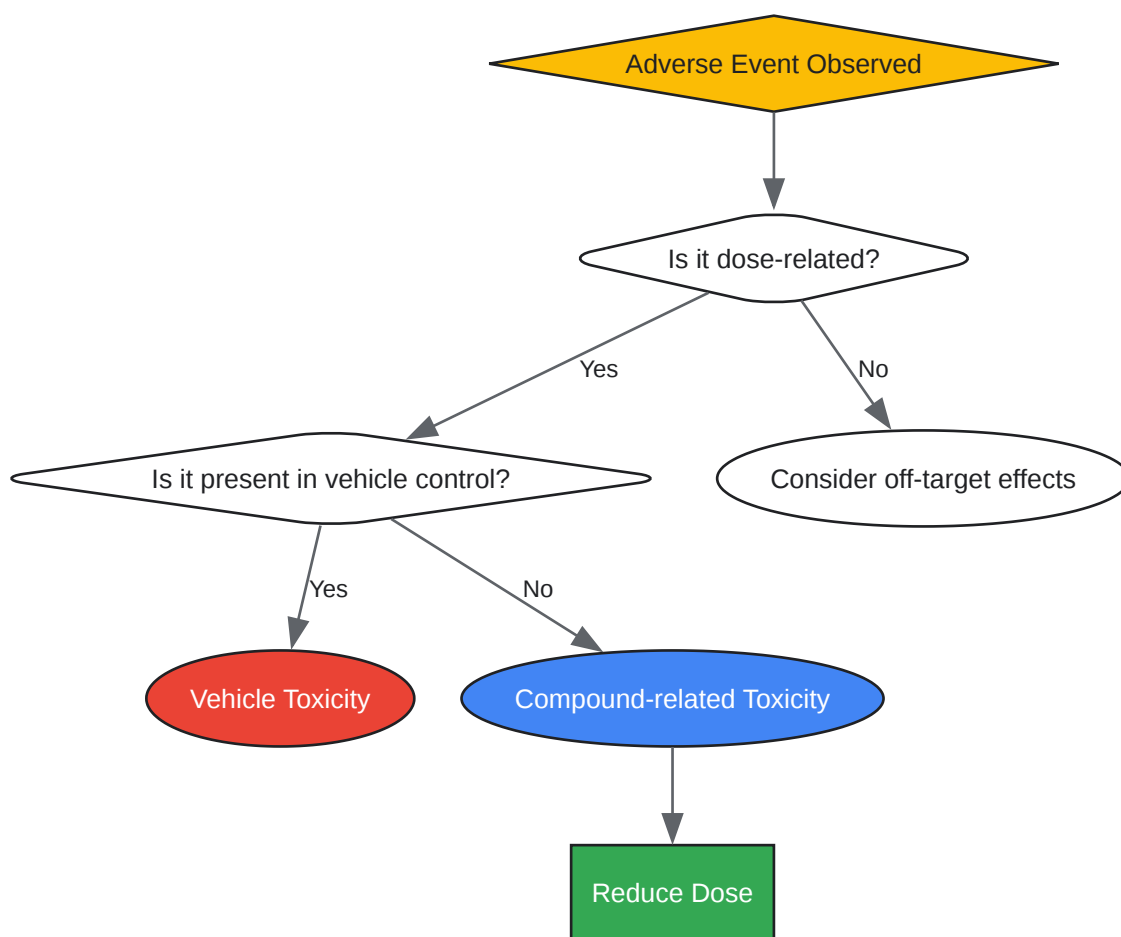 Adverse Event Observed
Is it dose-related?
Yes
No
Is it present in vehicle control?
Consider off-target effects
Yes
No
Vehicle Toxicity
Compound-related Toxicity
Reduce Dose